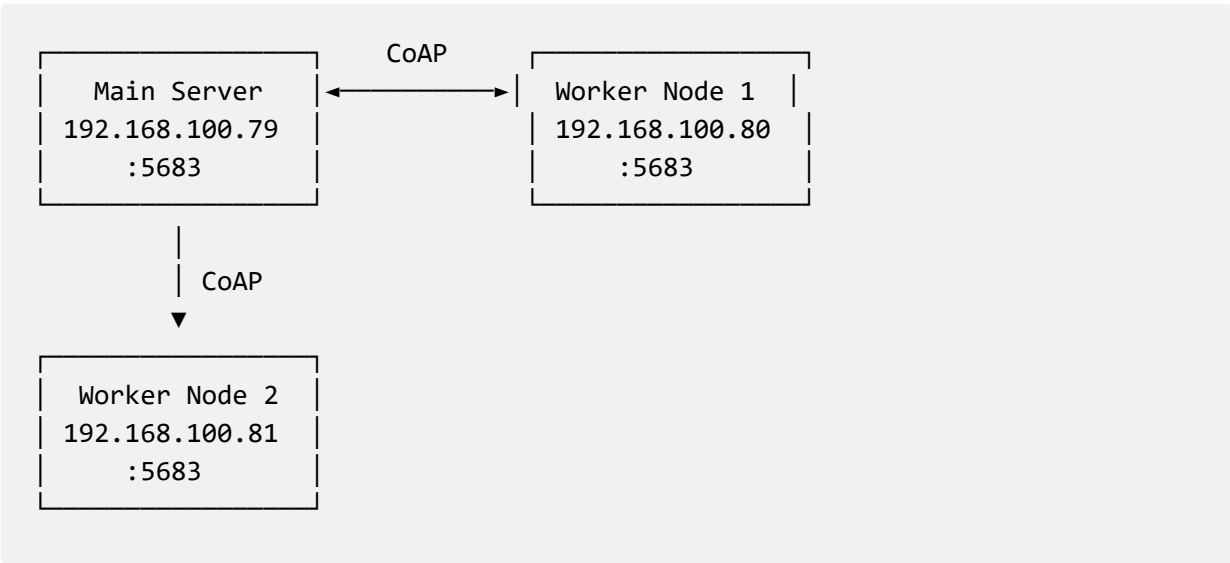 CoAP
Main Server Worker Node 1
192.168.100.79 192.168.100.80
:5683 :5683
CoAP
Worker Node 2
192.168.100.81
:5683